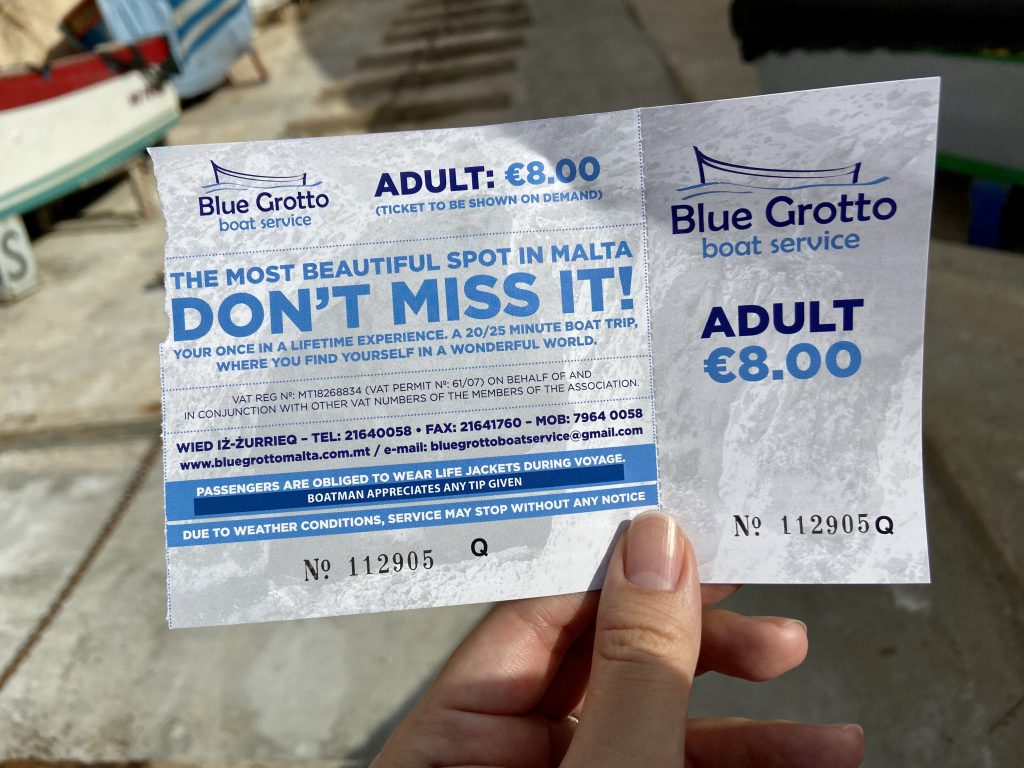 Blue Grotto
boat service
ADULT: €8.00
(TICKET TO BE SHOWN ON DEMAND)
THE MOST BEAUTIFUL SPOT IN MALTA
DON'T MISS IT!
YOUR ONCE IN A LIFETIME EXPERIENCE. A 20/25 MINUTE BOAT TRIP,
WHERE YOU FIND YOURSELF IN A WONDERFUL WORLD.
VAT REG Nº: MT18268834 (VAT PERMIT Nº: 61/07) ON BEHALF OF AND
IN CONJUNCTION WITH OTHER VAT NUMBERS OF THE MEMBERS OF THE ASSOCIATION.
WIED IŻ-ŻURRIEQ – TEL: 21640058 • FAX: 21641760 – MOB: 7964 0058
www.bluegrottomalta.com.mt / e-mail: bluegrottoboatservice@gmail.com
PASSENGERS ARE OBLIGED TO WEAR LIFE JACKETS DURING VOYAGE.
BOATMAN APPRECIATES ANY TIP GIVEN
DUE TO WEATHER CONDITIONS, SERVICE MAY STOP WITHOUT ANY NOTICE
Nº 112905 Q
Blue Grotto
boat service
ADULT
€8.00
Nº 112905 Q
S